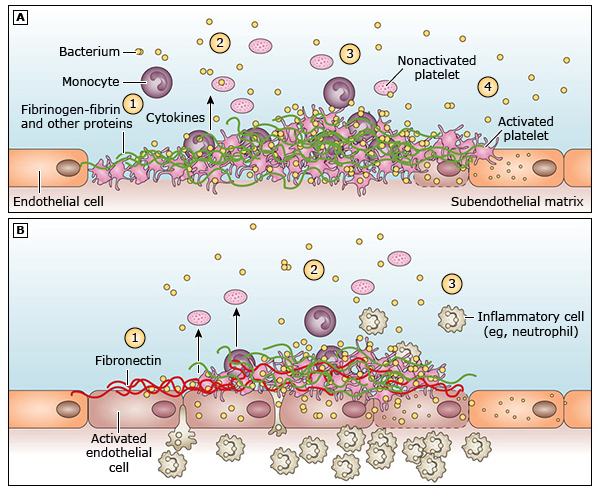 A
Bacterium
2
3
Nonactivated
platelet
Monocyte
4
1
Fibrinogen-fibrin
and other proteins
Cytokines
Activated
platelet
Endothelial cell
Subendothelial matrix
B
2
3
1
Inflammatory cell
(eg, neutrophil)
Fibronectin
Activated
endothelial
cell